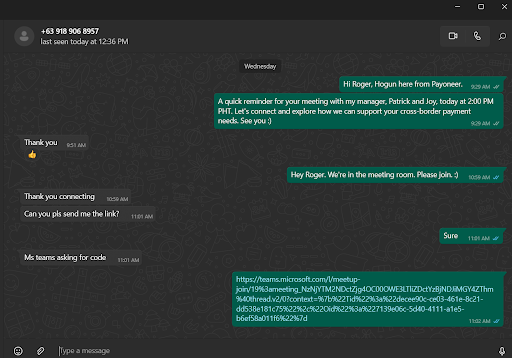 +63 918 906 8957
last seen today at 12:36 PM
Wednesday
Hi Roger, Hogun here from Payoneer.
9:29 AM
A quick reminder for your meeting with my manager, Patrick and Joy, today at 2:00 PM
PHT. Let's connect and explore how we can support your cross-border payment
needs. See you :)
9:29 AM
Thank you
9:51 AM
👍
Hey Roger. We're in the meeting room. Please join. :)
10:59 AM
Thank you connecting
10:59 AM
Can you pls send me the link?
11:01 AM
Sure
11:01 AM
Ms teams asking for code
11:01 AM
https://teams.microsoft.com/l/meetup-
join/19%3ameeting_NzNjYTM2NDctZjg4OC00OWE3LTliZDctYzBjNDJiMGY4ZThm
%40thread.v2/0?context=%7b%22Tid%22%3a%22decee90c-ce03-461e-8c21-
dd538e181c75%22%2c%22Oid%22%3a%227139e06c-5d40-4111-a1e5-
b6ef58a011f6%22%7d
11:02 AM
Type a message